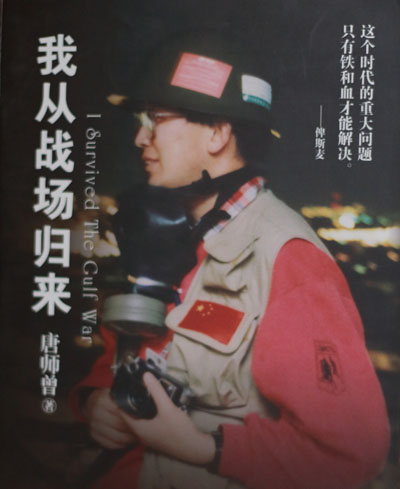 我从战场归来
I Survived The Gulf War
唐师曾 著
这个时代的重大问题
只有铁和血才能解决。
——俾斯麦